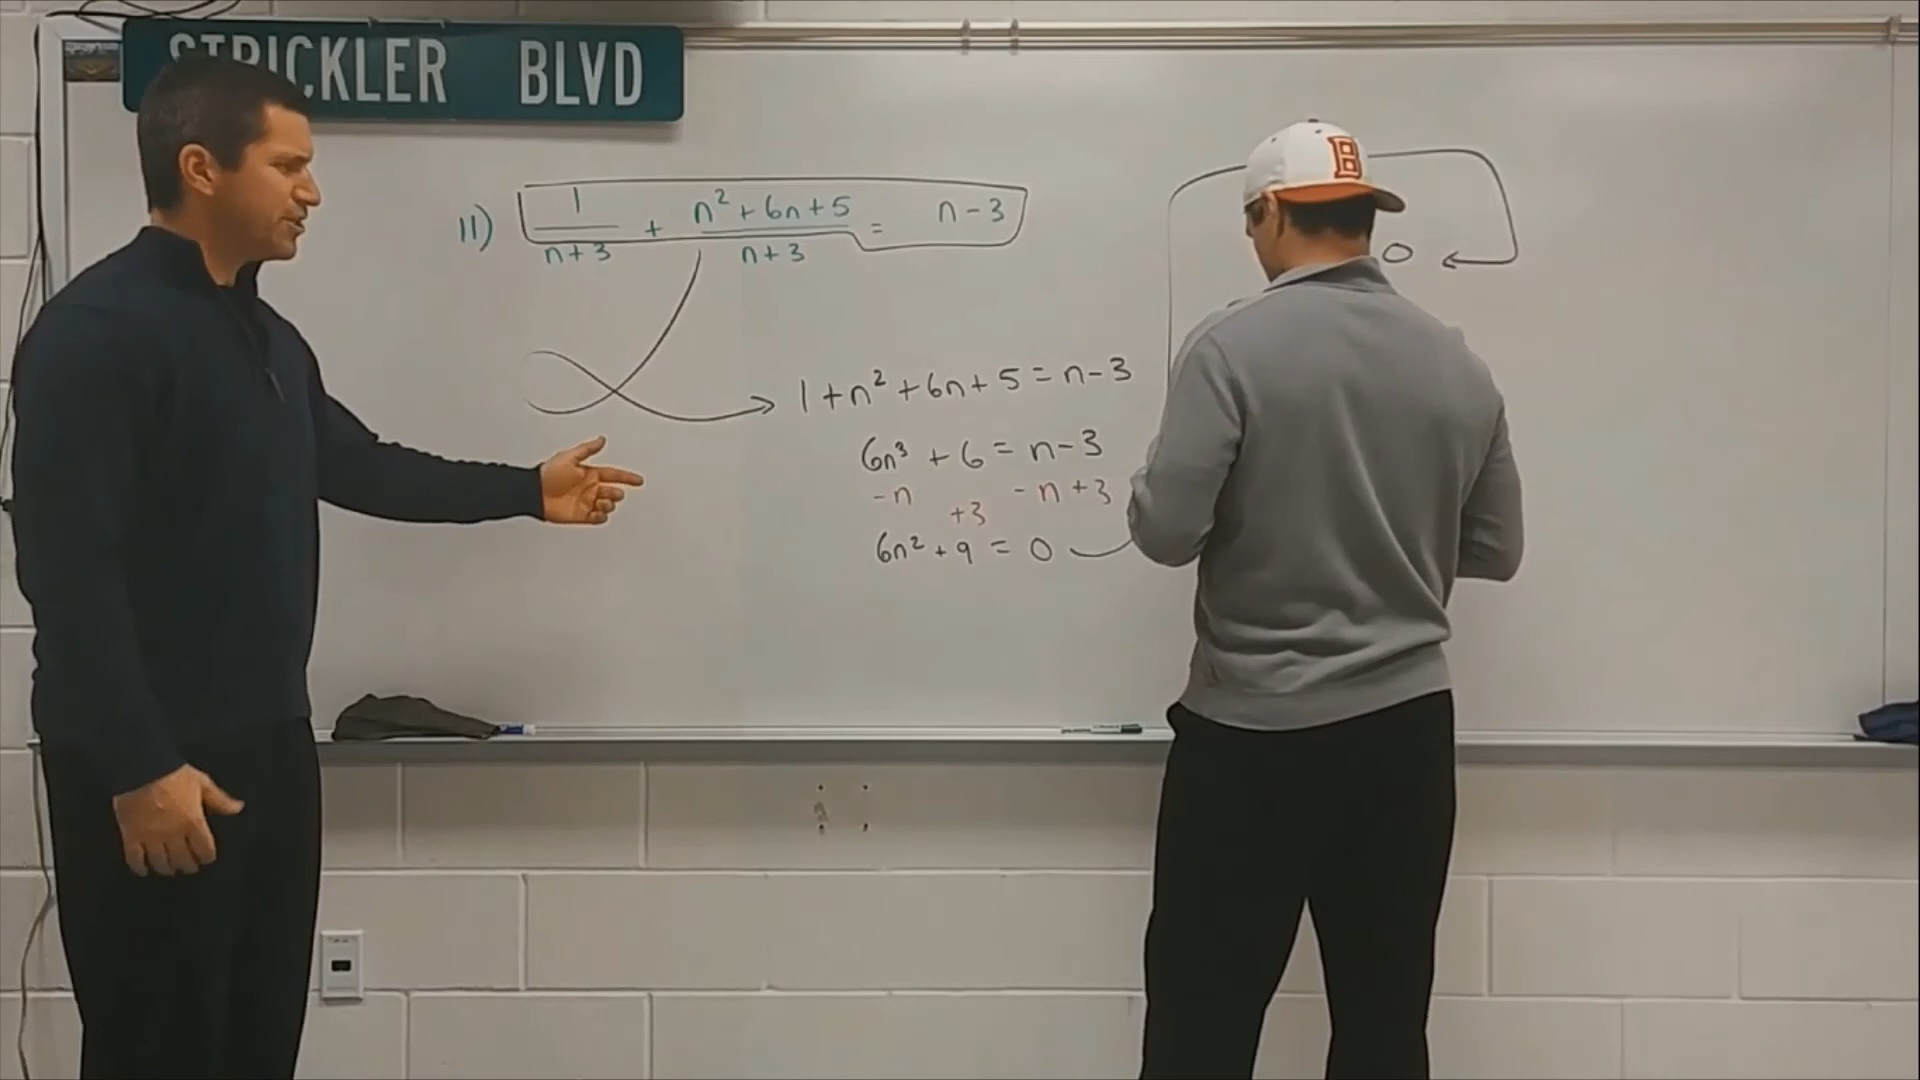 BLVD
B
11) 1/n+3 + n²+6n+5/n+3 = n-3
0
1+n²+6n+5=n-3
6n³+6=n-3
-n +3 -n+3
6n²+9=0